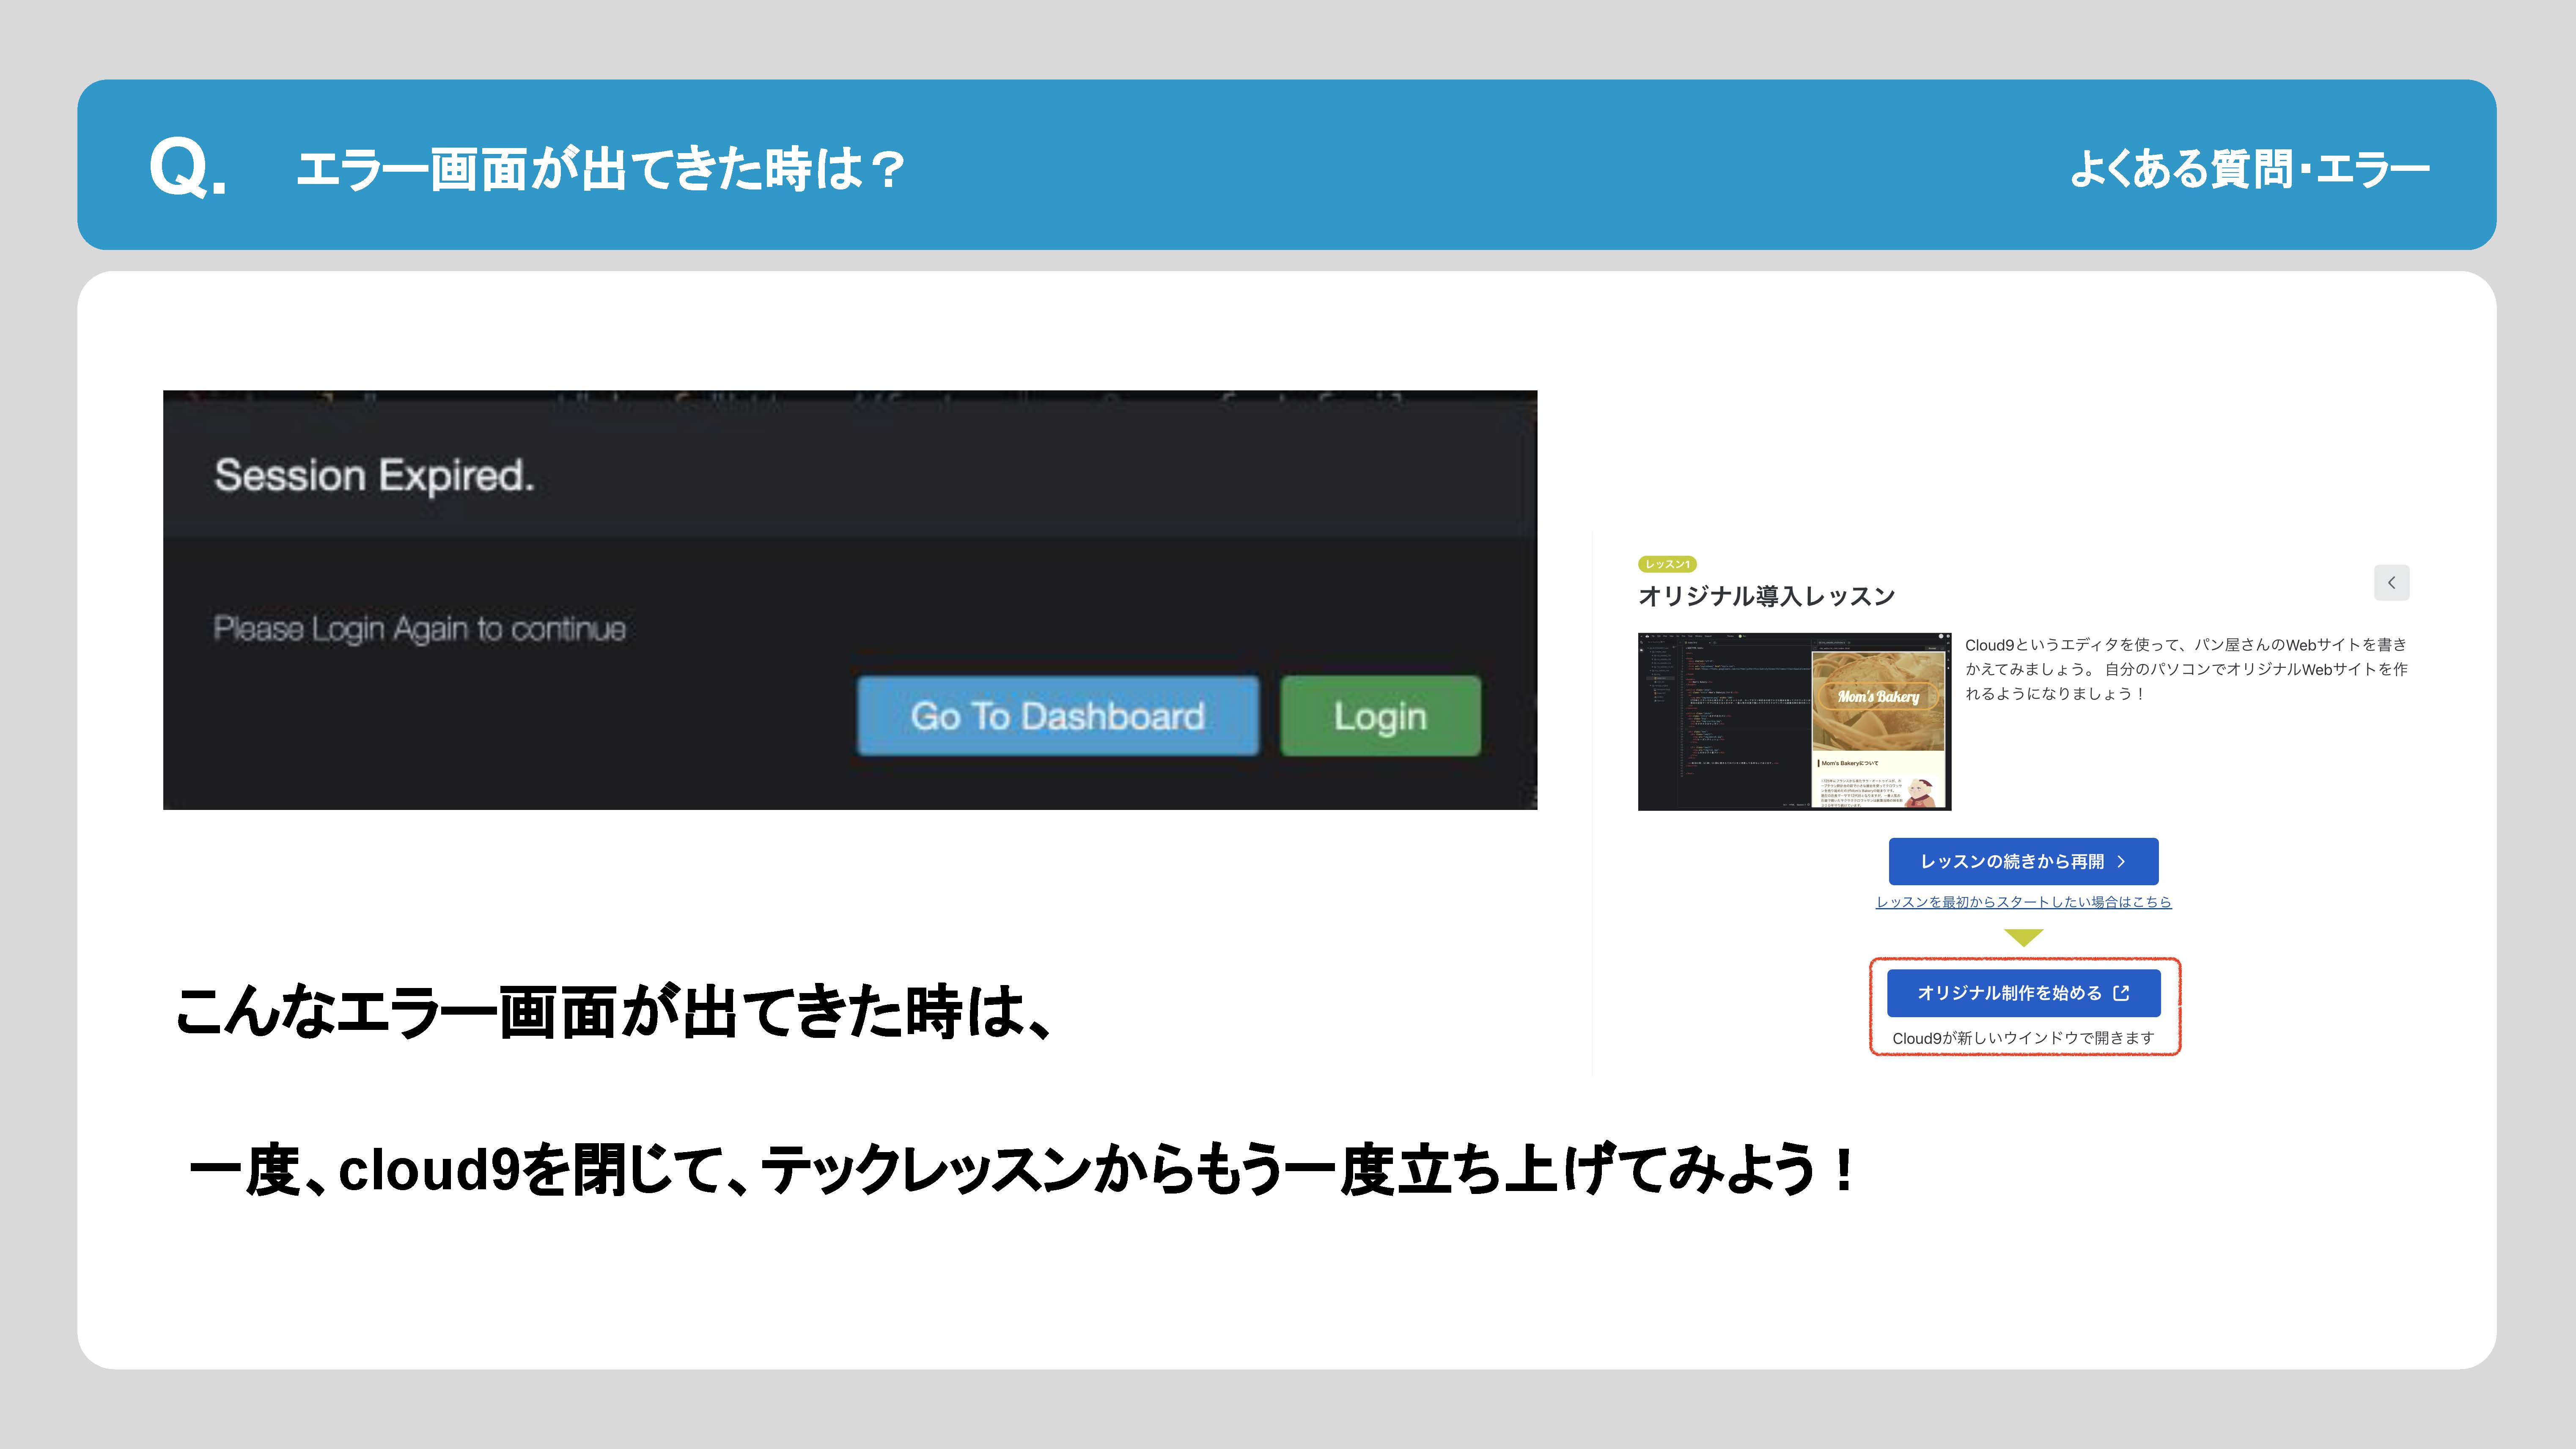 Q. エラー画面が出てきた時は？
よくある質問・エラー
Session Expired.
Please Login Again to continue
Go To Dashboard
Login
レッスン1
オリジナル導入レッスン
Cloud9というエディタを使って、パン屋さんのWebサイトを書き
かえてみましょう。 自分のパソコンでオリジナルWebサイトを作
れるようになりましょう！
Mom's Bakery
Mom's Bakeryについて
レッスンの続きから再開
レッスンを最初からスタートしたい場合はこちら
オリジナル制作を始める
Cloud9が新しいウインドウで開きます
こんなエラー画面が出てきた時は、
一度、cloud9を閉じて、テックレッスンからもう一度立ち上げてみよう！